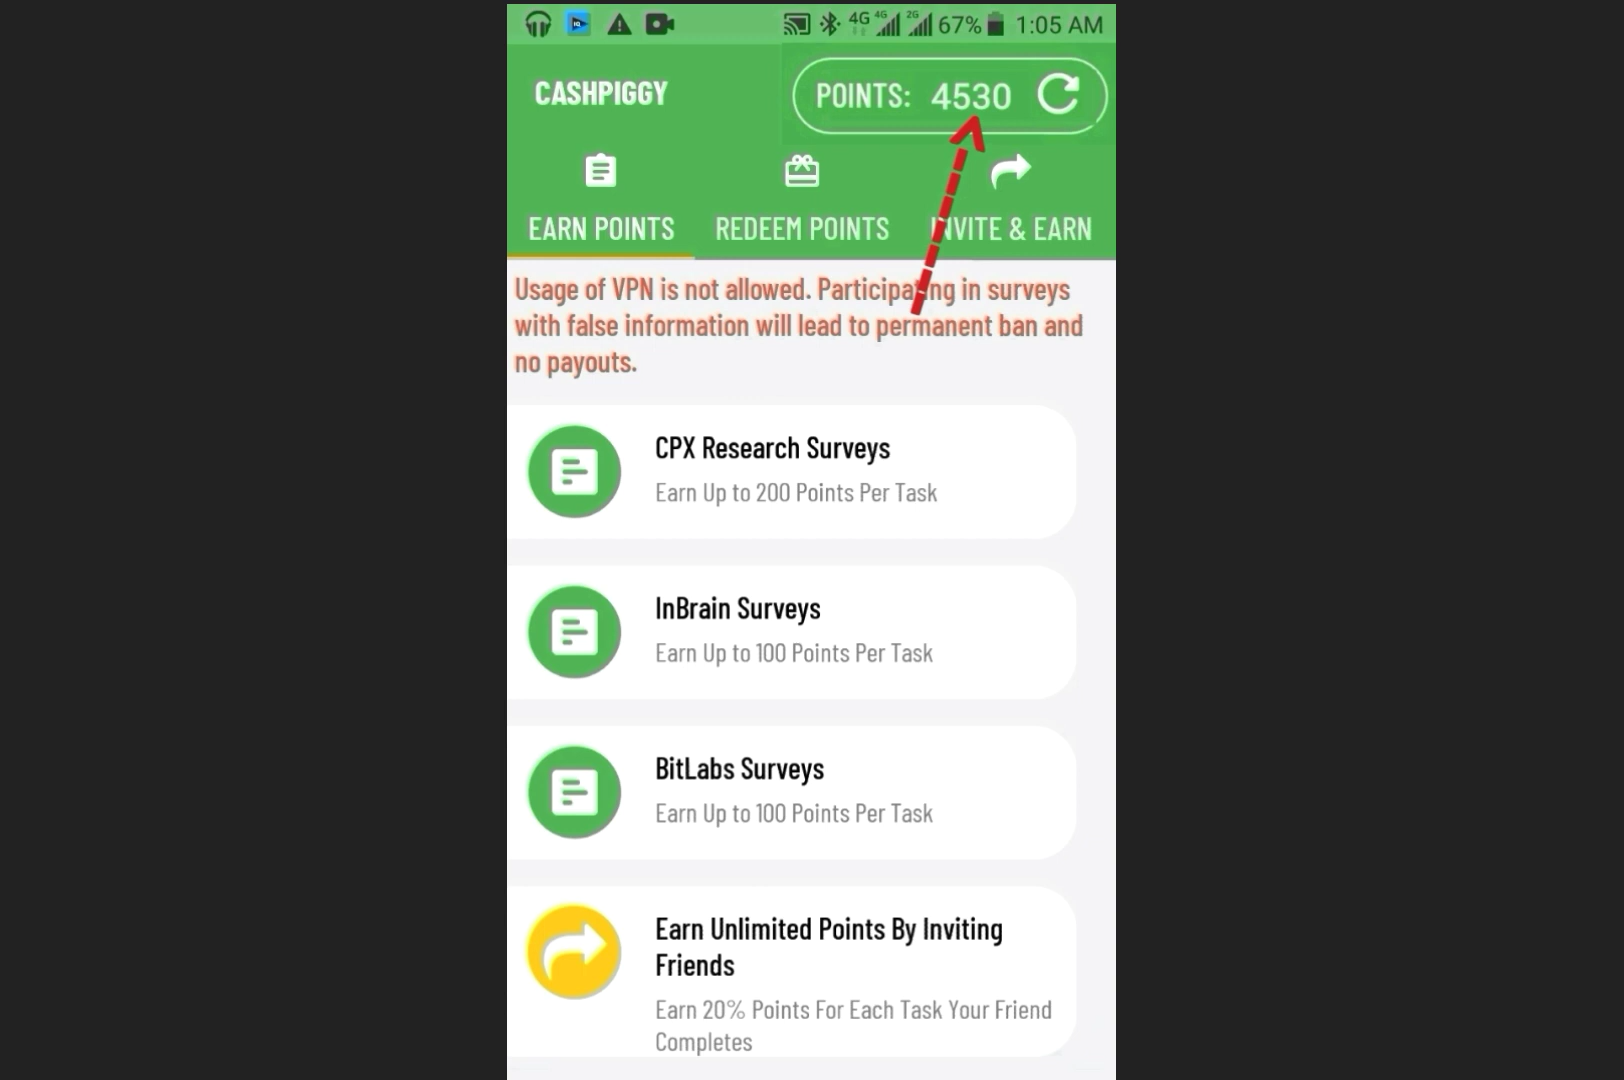 4G 4G 2G 67% 1:05 AM
CASHPIGGY
POINTS: 4530
EARN POINTS
REDEEM POINTS
INVITE & EARN
Usage of VPN is not allowed. Participating in surveys
with false information will lead to permanent ban and
no payouts.
CPX Research Surveys
Earn Up to 200 Points Per Task
InBrain Surveys
Earn Up to 100 Points Per Task
BitLabs Surveys
Earn Up to 100 Points Per Task
Earn Unlimited Points By Inviting
Friends
Earn 20% Points For Each Task Your Friend
Completes